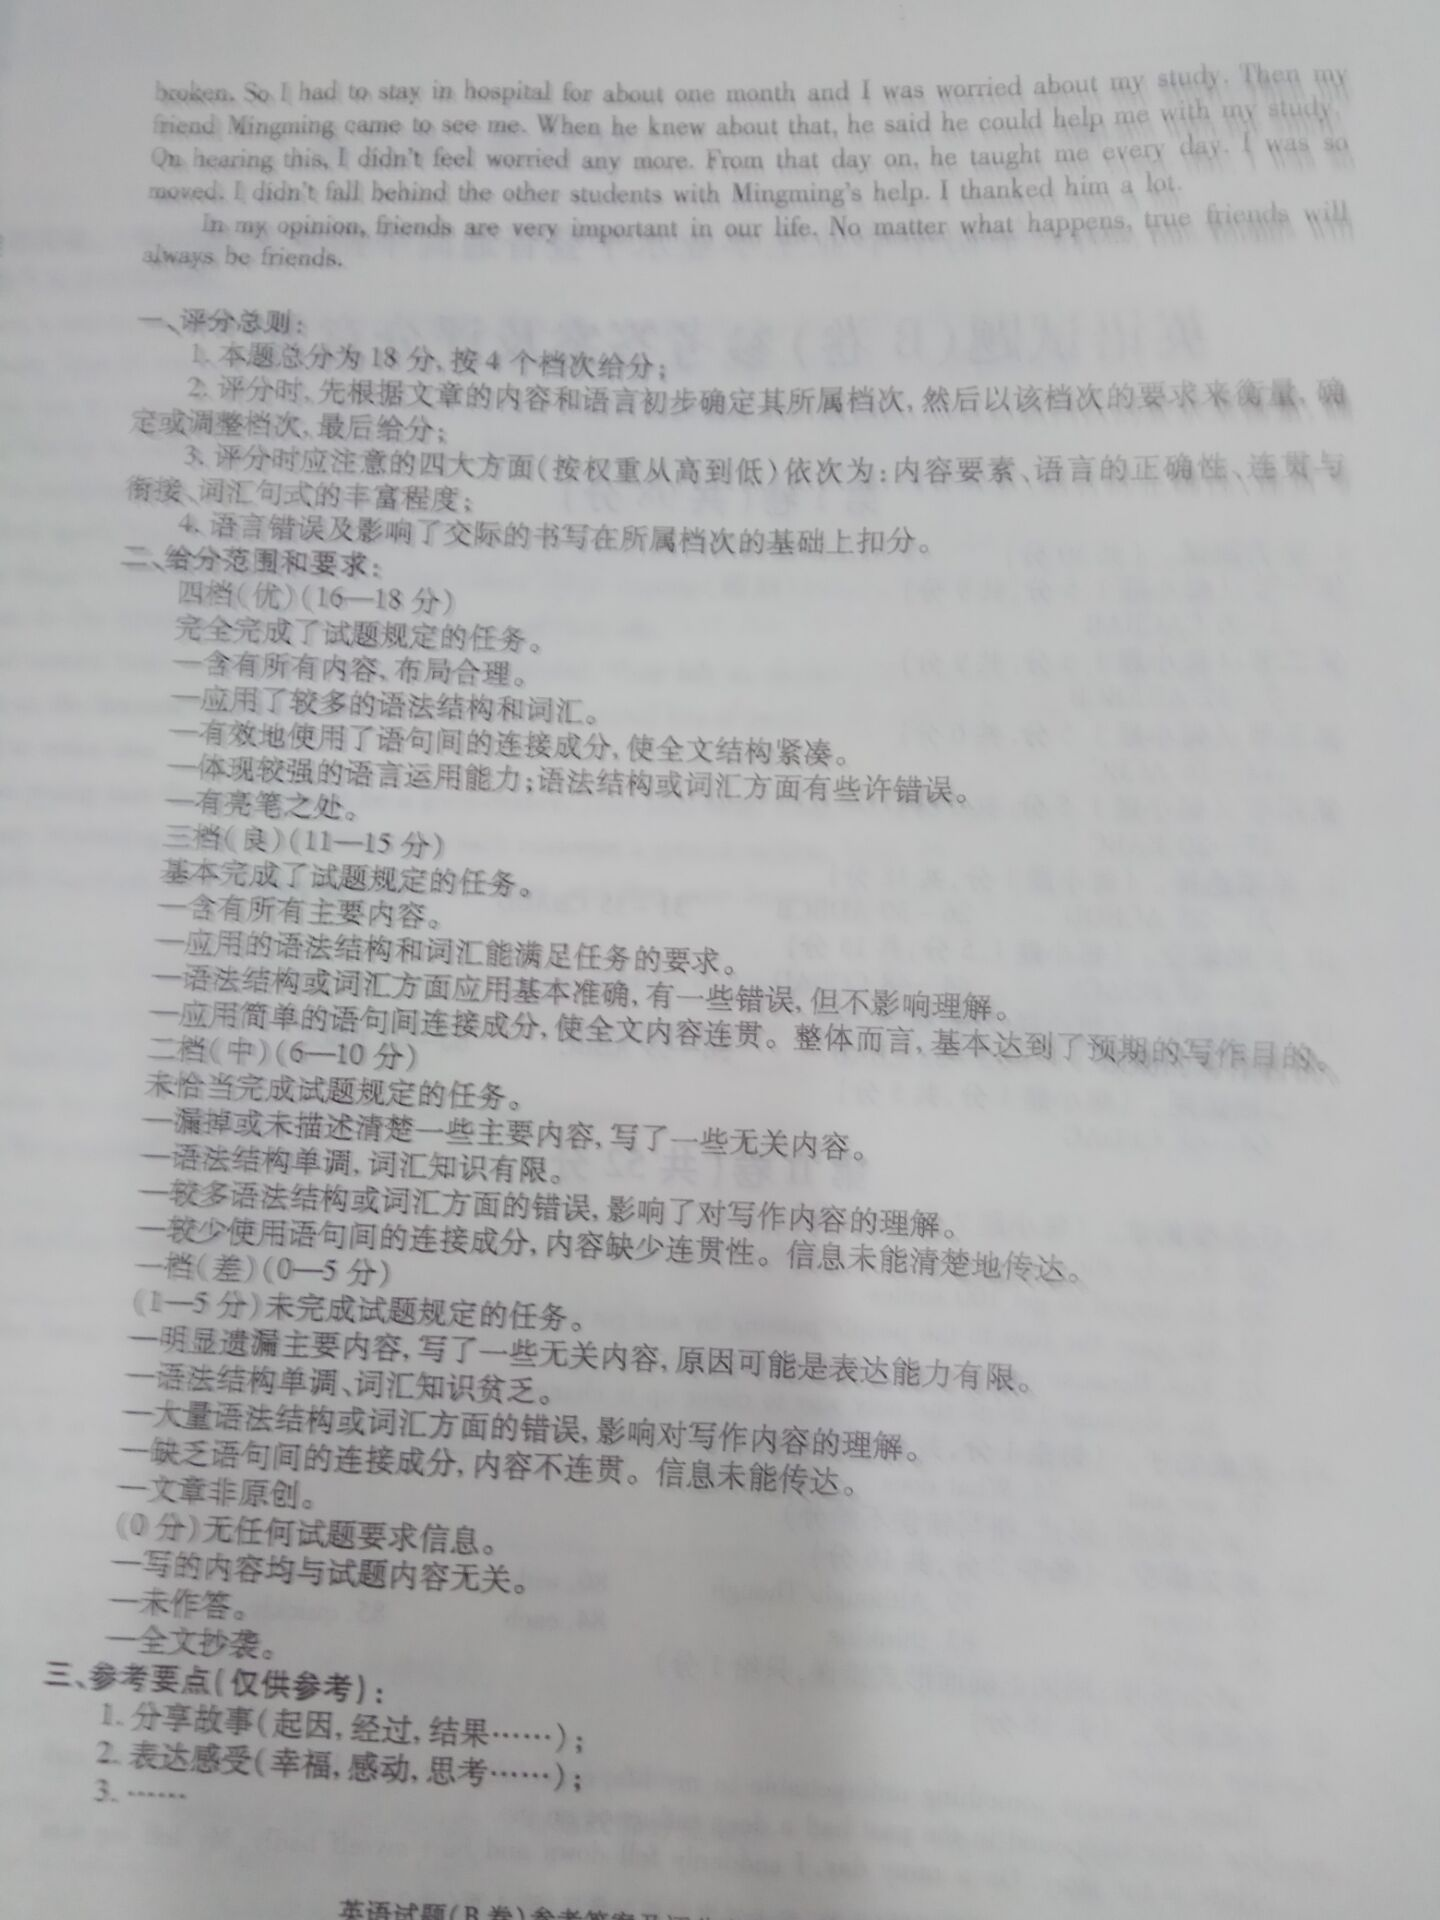 broken. So I had to stay in hospital for about one month and I was worried about my study. Then my
friend Mingming came to see me. When he knew about that, he said he could help me with my study.
On hearing this, I didn't feel worried any more. From that day on, he taught me every day. I was so
moved. I didn't fall behind the other students with Mingming's help. I thanked him a lot.
In my opinion, friends are very important in our life. No matter what happens, true friends will
always be friends.
一、评分总则:
1. 本题总分为18分,按4个档次给分;
2. 评分时,先根据文章的内容和语言初步确定其所属档次,然后以该档次的要求来衡量,确
定或调整档次,最后给分;
3. 评分时应注意的四大方面(按权重从高到低)依次为:内容要素、语言的正确性、连贯与
衔接、词汇句式的丰富程度;
4. 语言错误及影响了交际的书写在所属档次的基础上扣分。
二、给分范围和要求:
四档(优)(16—18分)
完全完成了试题规定的任务。
—含有所有内容,布局合理。
—应用了较多的语法结构和词汇。
—有效地使用了语句间的连接成分,使全文结构紧凑。
—体现较强的语言运用能力;语法结构或词汇方面有些许错误。
—有亮笔之处。
三档(良)(11—15分)
基本完成了试题规定的任务。
—含有所有主要内容。
—应用的语法结构和词汇能满足任务的要求。
—语法结构或词汇方面应用基本准确,有一些错误,但不影响理解。
—应用简单的语句间连接成分,使全文内容连贯。整体而言,基本达到了预期的写作目的。
二档(中)(6—10分)
未恰当完成试题规定的任务。
—漏掉或未描述清楚一些主要内容,写了一些无关内容。
—语法结构单调,词汇知识有限。
—较多语法结构或词汇方面的错误,影响了对写作内容的理解。
—较少使用语句间的连接成分,内容缺少连贯性。信息未能清楚地传达。
一档(差)(0—5分)
(1—5分)未完成试题规定的任务。
—明显遗漏主要内容,写了一些无关内容,原因可能是表达能力有限。
—语法结构单调、词汇知识贫乏。
—大量语法结构或词汇方面的错误,影响对写作内容的理解。
—缺乏语句间的连接成分,内容不连贯。信息未能传达。
—文章非原创。
(0分)无任何试题要求信息。
—写的内容均与试题内容无关。
—未作答。
—全文抄袭。
三、参考要点(仅供参考):
1. 分享故事(起因,经过,结果……);
2. 表达感受(幸福,感动,思考……);
3. ……
英语试题(B卷)参考答案及评分